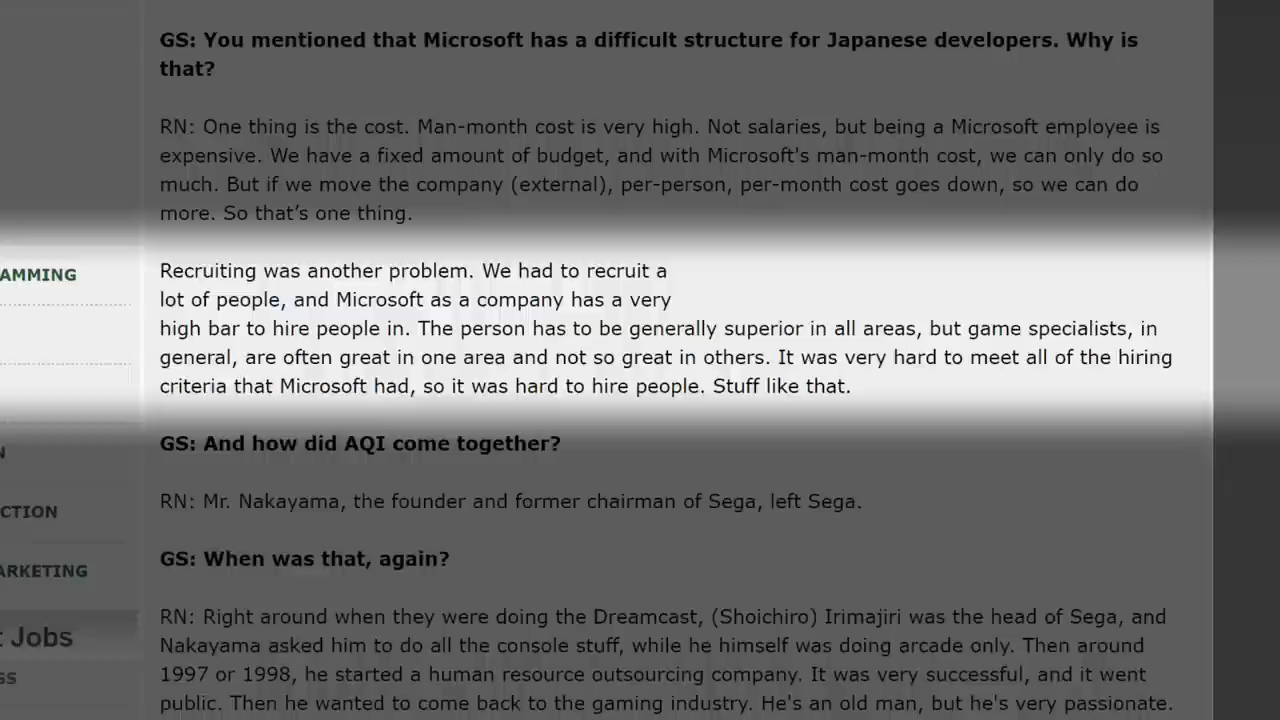 GS: You mentioned that Microsoft has a difficult structure for Japanese developers. Why is
that?
RN: One thing is the cost. Man-month cost is very high. Not salaries, but being a Microsoft employee is
expensive. We have a fixed amount of budget, and with Microsoft's man-month cost, we can only do so
much. But if we move the company (external), per-person, per-month cost goes down, so we can do
more. So that’s one thing.
AMMING
Recruiting was another problem. We had to recruit a
lot of people, and Microsoft as a company has a very
high bar to hire people in. The person has to be generally superior in all areas, but game specialists, in
general, are often great in one area and not so great in others. It was very hard to meet all of the hiring
criteria that Microsoft had, so it was hard to hire people. Stuff like that.
N
GS: And how did AQI come together?
CTION
RN: Mr. Nakayama, the founder and former chairman of Sega, left Sega.
ARKETING
GS: When was that, again?
t Jobs
SS
RN: Right around when they were doing the Dreamcast, (Shoichiro) Irimajiri was the head of Sega, and
Nakayama asked him to do all the console stuff, while he himself was doing arcade only. Then around
1997 or 1998, he started a human resource outsourcing company. It was very successful, and it went
public. Then he wanted to come back to the gaming industry. He's an old man, but he's very passionate.